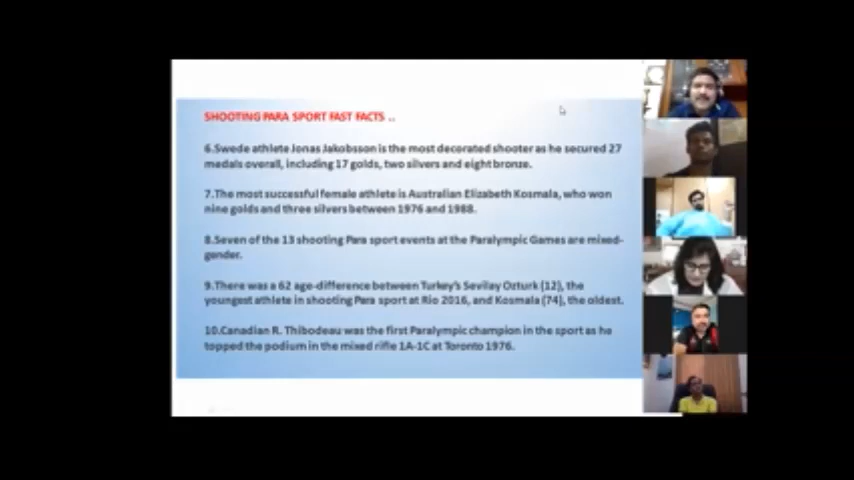 SHOOTING PARA SPORT FAST FACTS ..
6.Swede athlete Jonas Jakobsson is the most decorated shooter as he secured 27
medals overall, including 17 golds, two silvers and eight bronze.
7.The most successful female athlete is Australian Elizabeth Kosmala, who won
nine golds and three silvers between 1976 and 1988.
8.Seven of the 13 shooting Para sport events at the Paralympic Games are mixed-
gender.
9.There was a 62 age-difference between Turkey's Sevilay Ozturk (12), the
youngest athlete in shooting Para sport at Rio 2016, and Kosmala (74), the oldest.
10.Canadian R. Thibodeau was the first Paralympic champion in the sport as he
topped the podium in the mixed rifle 1A-1C at Toronto 1976.